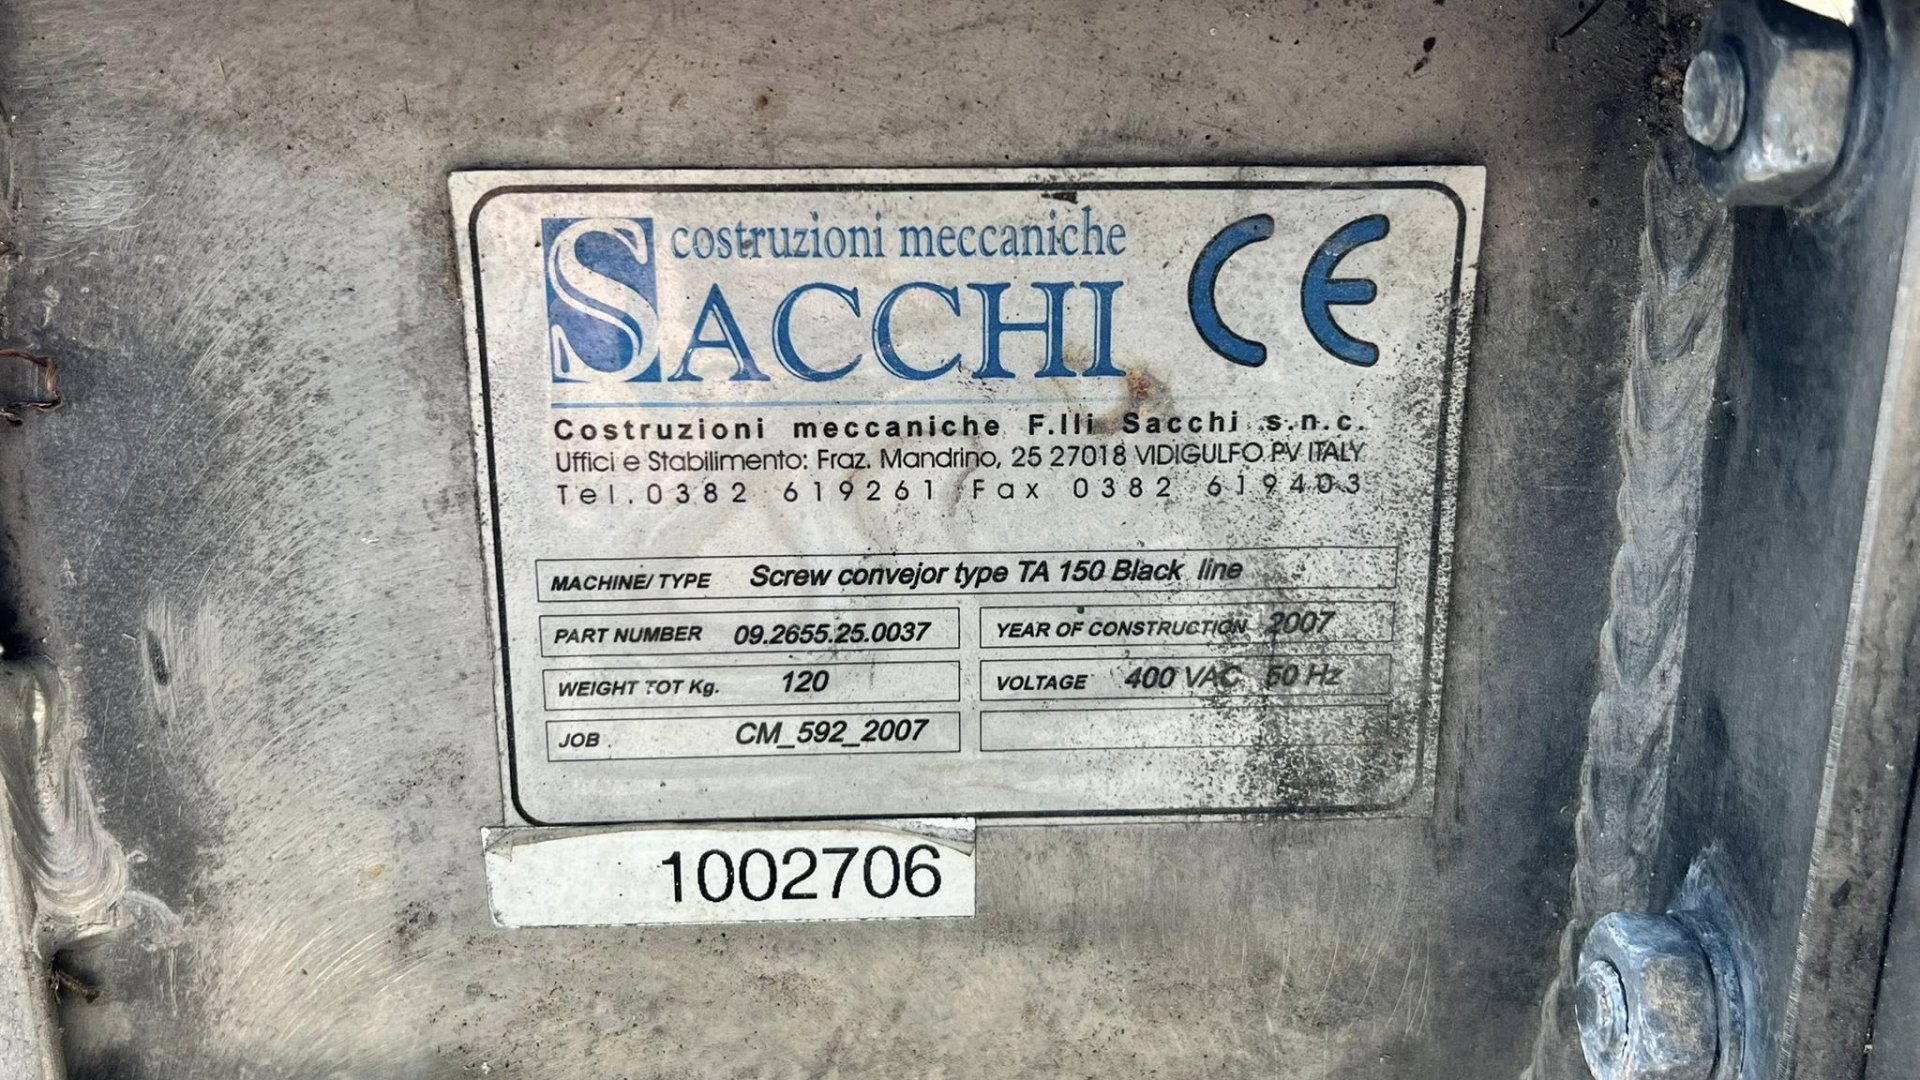 costruzioni meccaniche
SACCHI
CE
Costruzioni meccaniche F.lli Sacchi s.n.c.
Uffici e Stabilimento: Fraz. Mandrino, 25 27018 VIDIGULFO PV ITALY
Tel. 0382 619261 Fax 0382 619403
MACHINE/ TYPE Screw convejor type TA 150 Black line
PART NUMBER 09.2655.25.0037 YEAR OF CONSTRUCTION 2007
WEIGHT TOT Kg. 120 VOLTAGE 400 VAC 50 Hz
JOB CM_592_2007
1002706